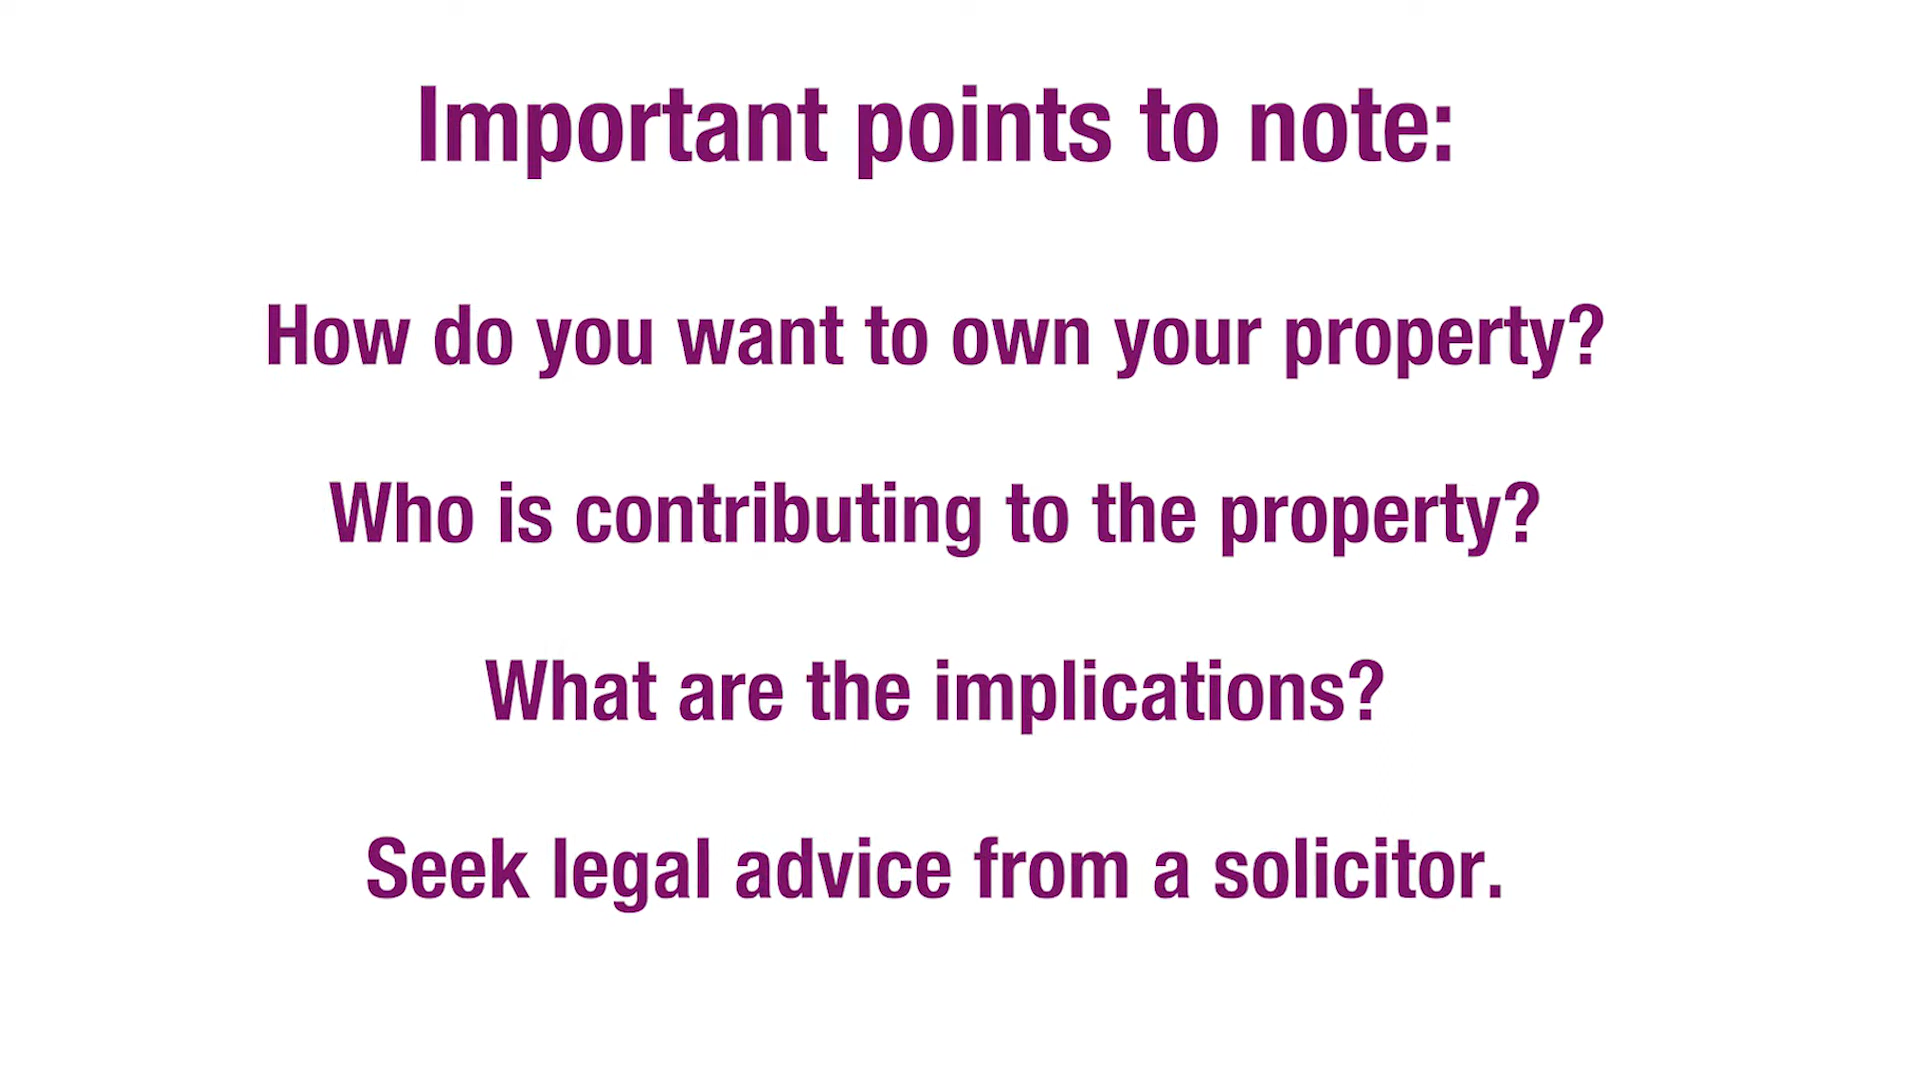 Important points to note:
How do you want to own your property?
Who is contributing to the property?
What are the implications?
Seek legal advice from a solicitor.